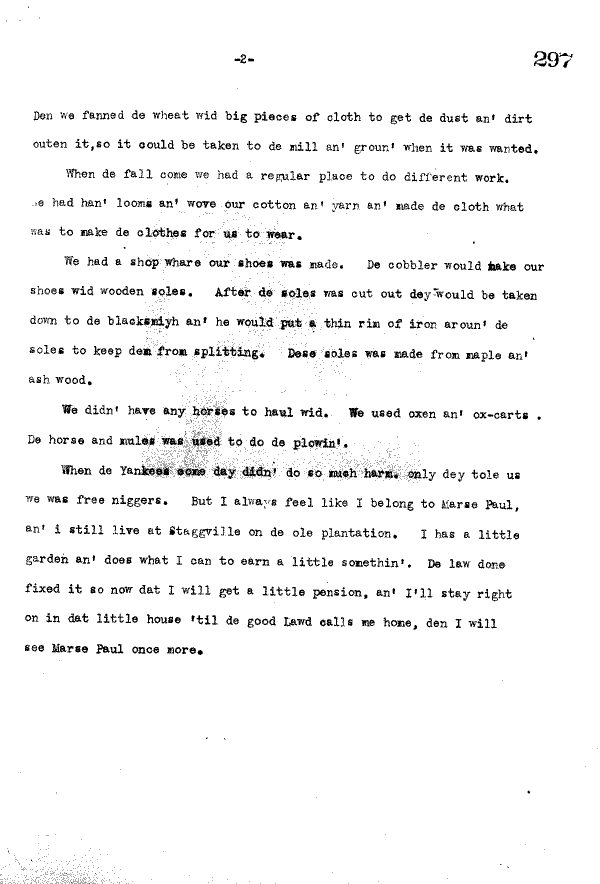 -2-
297
Den we fanned de wheat wid big pieces of cloth to get de dust an' dirt
outen it,so it could be taken to de mill an' groun' when it was wanted.
When de fall come we had a regular place to do different work.
e had han' looms an' wove our cotton an' yarn an' made de cloth what
was to make de clothes for us to wear.
We had a shop whare our shoes was made. De cobbler would make our
shoes wid wooden soles. After de soles was cut out dey would be taken
down to de blacksmiyh an' he would put a thin rim of iron aroun' de
soles to keep dem from splitting. Dese soles was made from maple an'
ash wood.
We didn' have any horses to haul wid. We used oxen an' ox-carts .
De horse and mules was used to do de plowin'.
When de Yankees come day didn' do so much harm. only dey tole us
we was free niggers. But I always feel like I belong to Marse Paul,
an' i still live at Staggville on de ole plantation. I has a little
garden an' does what I can to earn a little somethin'. De law done
fixed it so now dat I will get a little pension, an' I'll stay right
on in dat little house 'til de good Lawd calls me home, den I will
see Marse Paul once more.